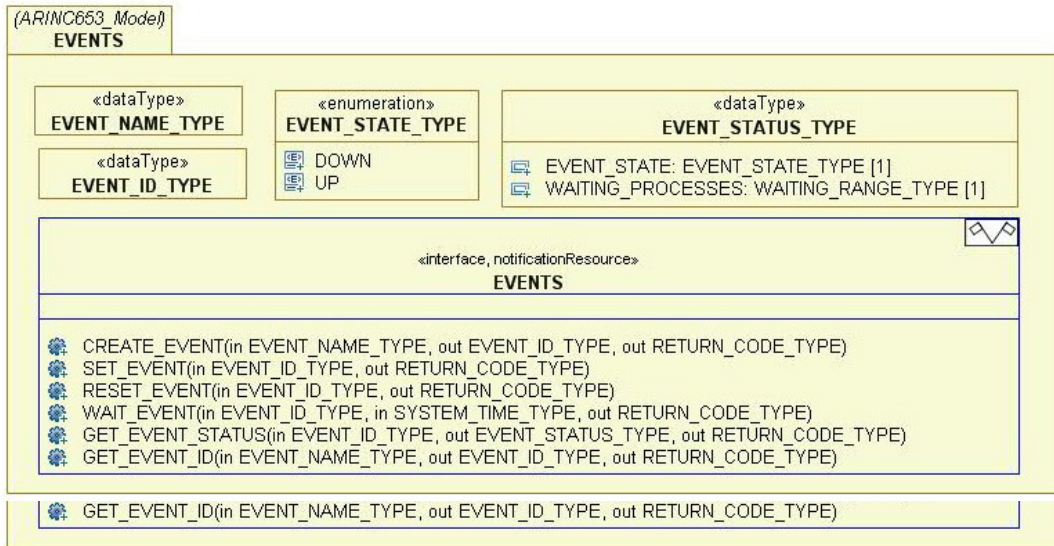 (ARINC653_Model)
EVENTS
«dataType»
EVENT_NAME_TYPE
«dataType»
EVENT_ID_TYPE
«enumeration»
EVENT_STATE_TYPE
DOWN
UP
«dataType»
EVENT_STATUS_TYPE
EVENT_STATE: EVENT_STATE_TYPE [1]
WAITING_PROCESSES: WAITING_RANGE_TYPE [1]
«interface, notificationResource»
EVENTS
CREATE_EVENT(in EVENT_NAME_TYPE, out EVENT_ID_TYPE, out RETURN_CODE_TYPE)
SET_EVENT(in EVENT_ID_TYPE, out RETURN_CODE_TYPE)
RESET_EVENT(in EVENT_ID_TYPE, out RETURN_CODE_TYPE)
WAIT_EVENT(in EVENT_ID_TYPE, in SYSTEM_TIME_TYPE, out RETURN_CODE_TYPE)
GET_EVENT_STATUS(in EVENT_ID_TYPE, out EVENT_STATUS_TYPE, out RETURN_CODE_TYPE)
GET_EVENT_ID(in EVENT_NAME_TYPE, out EVENT_ID_TYPE, out RETURN_CODE_TYPE)
GET_EVENT_ID(in EVENT_NAME_TYPE, out EVENT_ID_TYPE, out RETURN_CODE_TYPE)